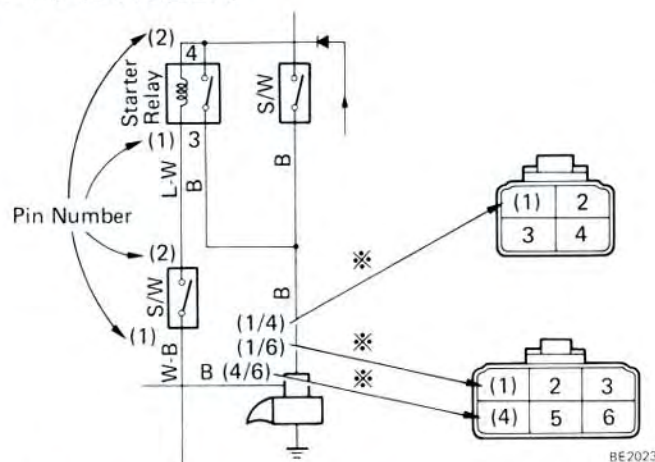 (2)
4
Starter
Relay
S/W
(1) 3
L-W
B
B
Pin Number
(2)
S/W
B
※
(1) 2
3 4
(1)
W-B
(1/4)
(1/6)
※
B (4/6)
※
(1) 2 3
(4) 5 6
BE2023